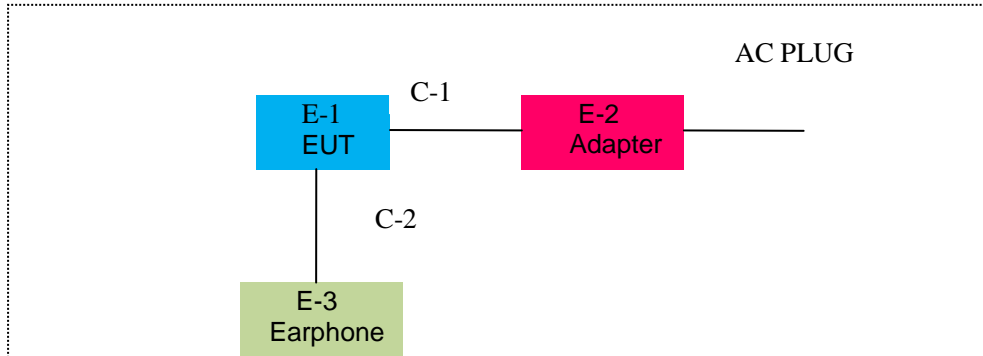 AC PLUG
C-1
E-1
EUT
E-2
Adapter
C-2
E-3
Earphone